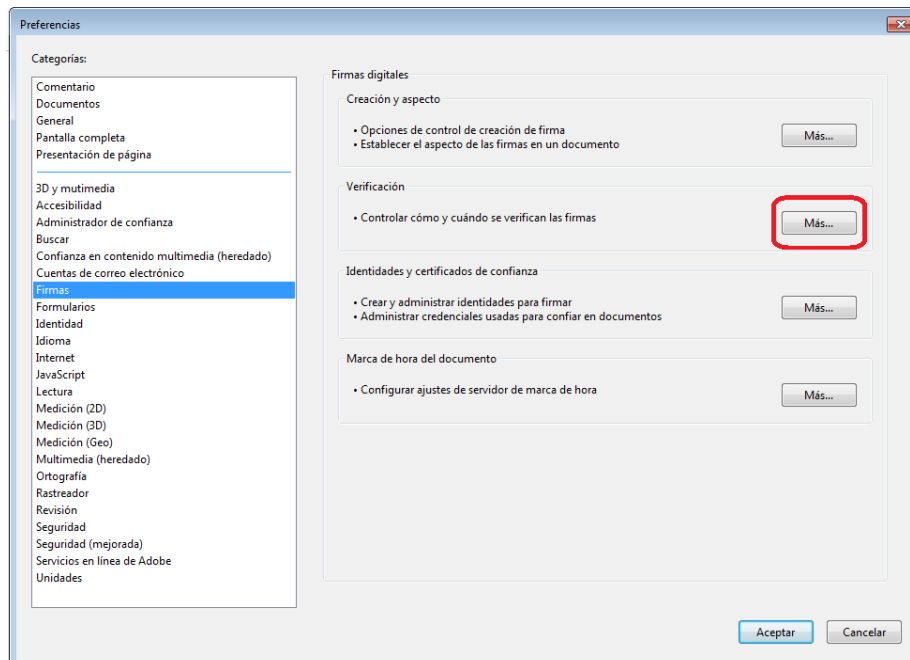 Preferencias
Categorías:
Comentario
Documentos
General
Pantalla completa
Presentación de página
3D y mutimedia
Accesibilidad
Administrador de confianza
Buscar
Confianza en contenido multimedia (heredado)
Cuentas de correo electrónico
Firmas
Formularios
Identidad
Idioma
Internet
JavaScript
Lectura
Medición (2D)
Medición (3D)
Medición (Geo)
Multimedia (heredado)
Ortografía
Rastreador
Revisión
Seguridad
Seguridad (mejorada)
Servicios en línea de Adobe
Unidades
Firmas digitales
Creación y aspecto
• Opciones de control de creación de firma
• Establecer el aspecto de las firmas en un documento
Más...
Verificación
• Controlar cómo y cuándo se verifican las firmas
Más...
Identidades y certificados de confianza
• Crear y administrar identidades para firmar
• Administrar credenciales usadas para confiar en documentos
Más...
Marca de hora del documento
• Configurar ajustes de servidor de marca de hora
Más...
Aceptar
Cancelar